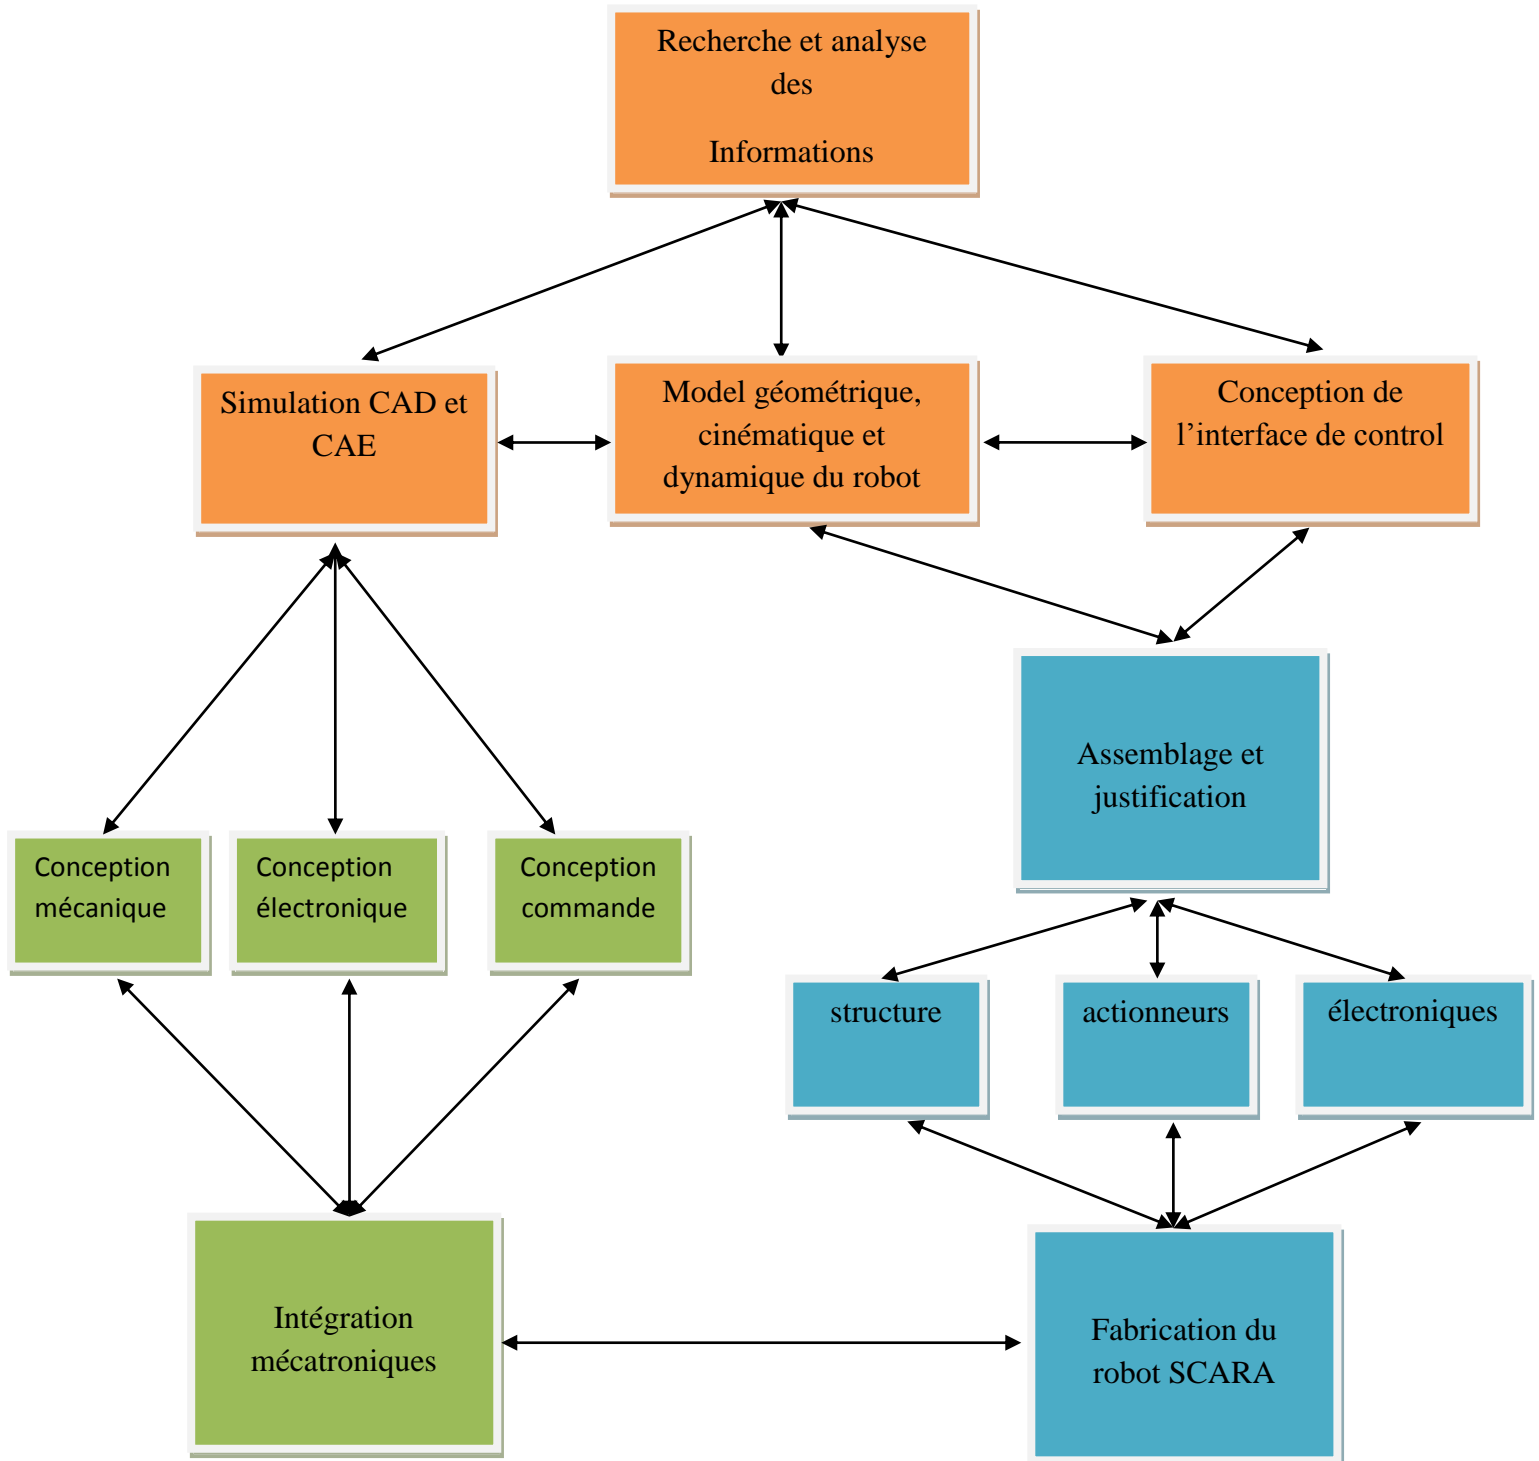 Recherche et analyse
des
Informations
Simulation CAD et
CAE
Model géométrique,
cinématique et
dynamique du robot
Conception de
l’interface de control
Assemblage et
justification
Conception
mécanique
Conception
électronique
Conception
commande
structure
actionneurs
électroniques
Intégration
mécatroniques
Fabrication du
robot SCARA